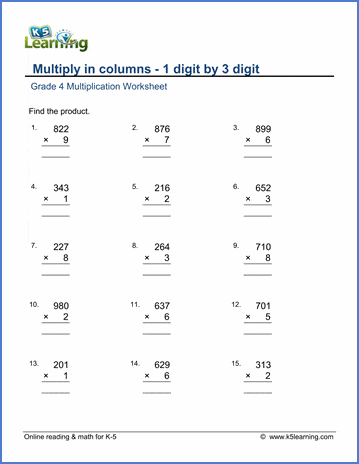 K5
Learning
Multiply in columns - 1 digit by 3 digit
Grade 4 Multiplication Worksheet
Find the product.
1. 822 2. 876 3. 899
× 9 × 7 × 6
4. 343 5. 216 6. 652
× 1 × 2 × 3
7. 227 8. 264 9. 710
× 8 × 3 × 8
10. 980 11. 637 12. 701
× 2 × 6 × 5
13. 201 14. 629 15. 313
× 1 × 6 × 2
Online reading & math for K-5 © www.k5learning.com